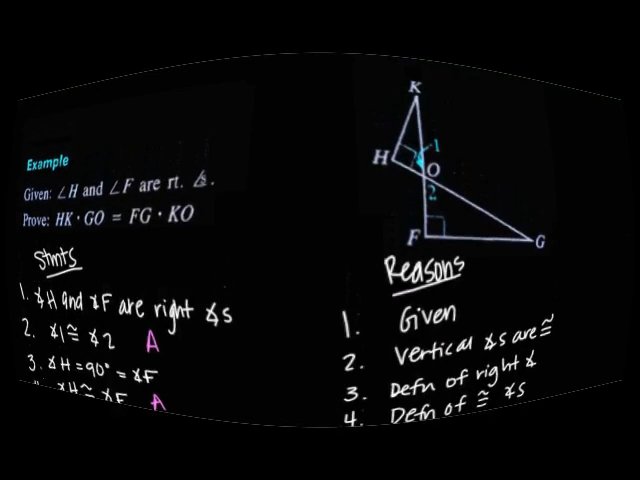 Example
Given: ∠H and ∠F are rt. ∡s.
Prove: HK · GO = FG · KO
K
H
1
O
2
F
G
Stmts
1. ∡H and ∡F are right ∡s
2. ∡1 ≅ ∡2 A
3. ∡H = 90° = ∡F
∡H ≅ ∡F A
Reasons
1. Given
2. Vertical ∡s are ≅
3. Defn of right ∡
4. Defn of ≅ ∡s